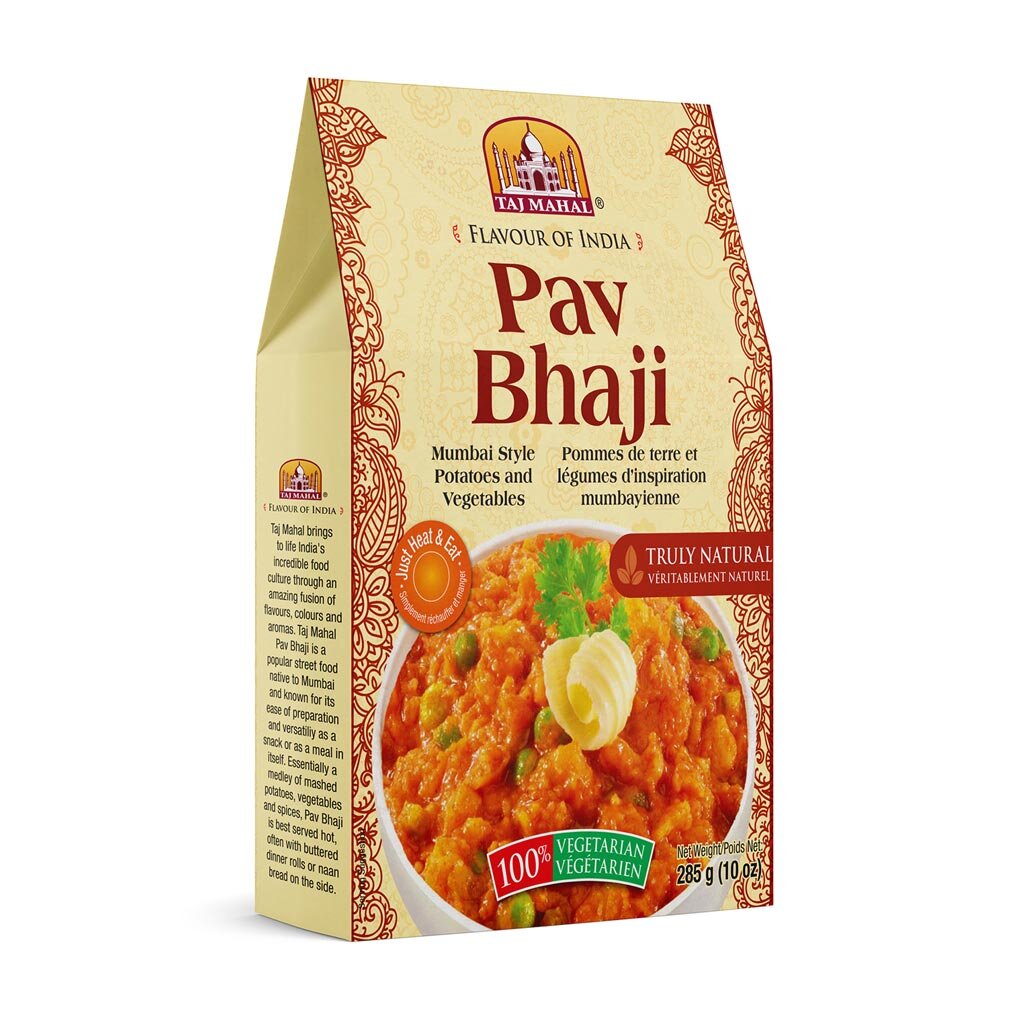 TAJ MAHAL®
FLAVOUR OF INDIA
Pav
Bhaji
Mumbai Style
Potatoes and
Vegetables
Pommes de terre et
légumes d'inspiration
mumbayienne
Just Heat & Eat
Simplement réchauffer et manger
TRULY NATURAL
VÉRITABLEMENT NATUREL
100%
VEGETARIAN
VÉGÉTARIEN
Net Weight/Poids Net:
285 g (10 oz)
TAJ MAHAL®
FLAVOUR OF INDIA
Taj Mahal brings
to life India's
incredible food
culture through an
amazing fusion of
flavours, colours and
aromas. Taj Mahal
Pav Bhaji is a
popular street food
native to Mumbai
and known for its
ease of preparation
and versatiliy as a
snack or as a meal in
itself. Essentially a
medley of mashed
potatoes, vegetables
and spices, Pav Bhaji
is best served hot,
often with buttered
dinner rolls or naan
bread on the side.